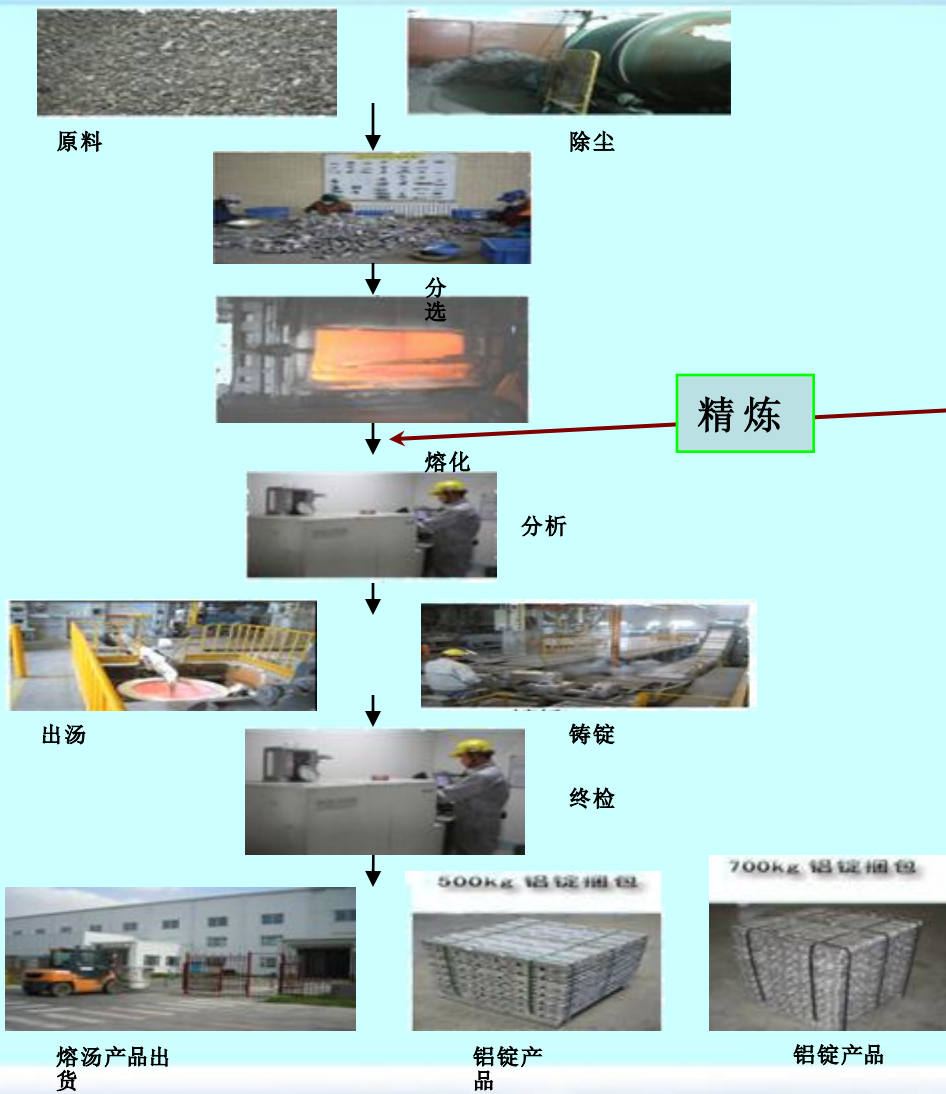 原料
除尘
分
选
精炼
熔化
分析
出汤
铸锭
终检
500kg 铝锭捆包
700kg 铝锭捆包
熔汤产品出
货
铝锭产
品
铝锭产品